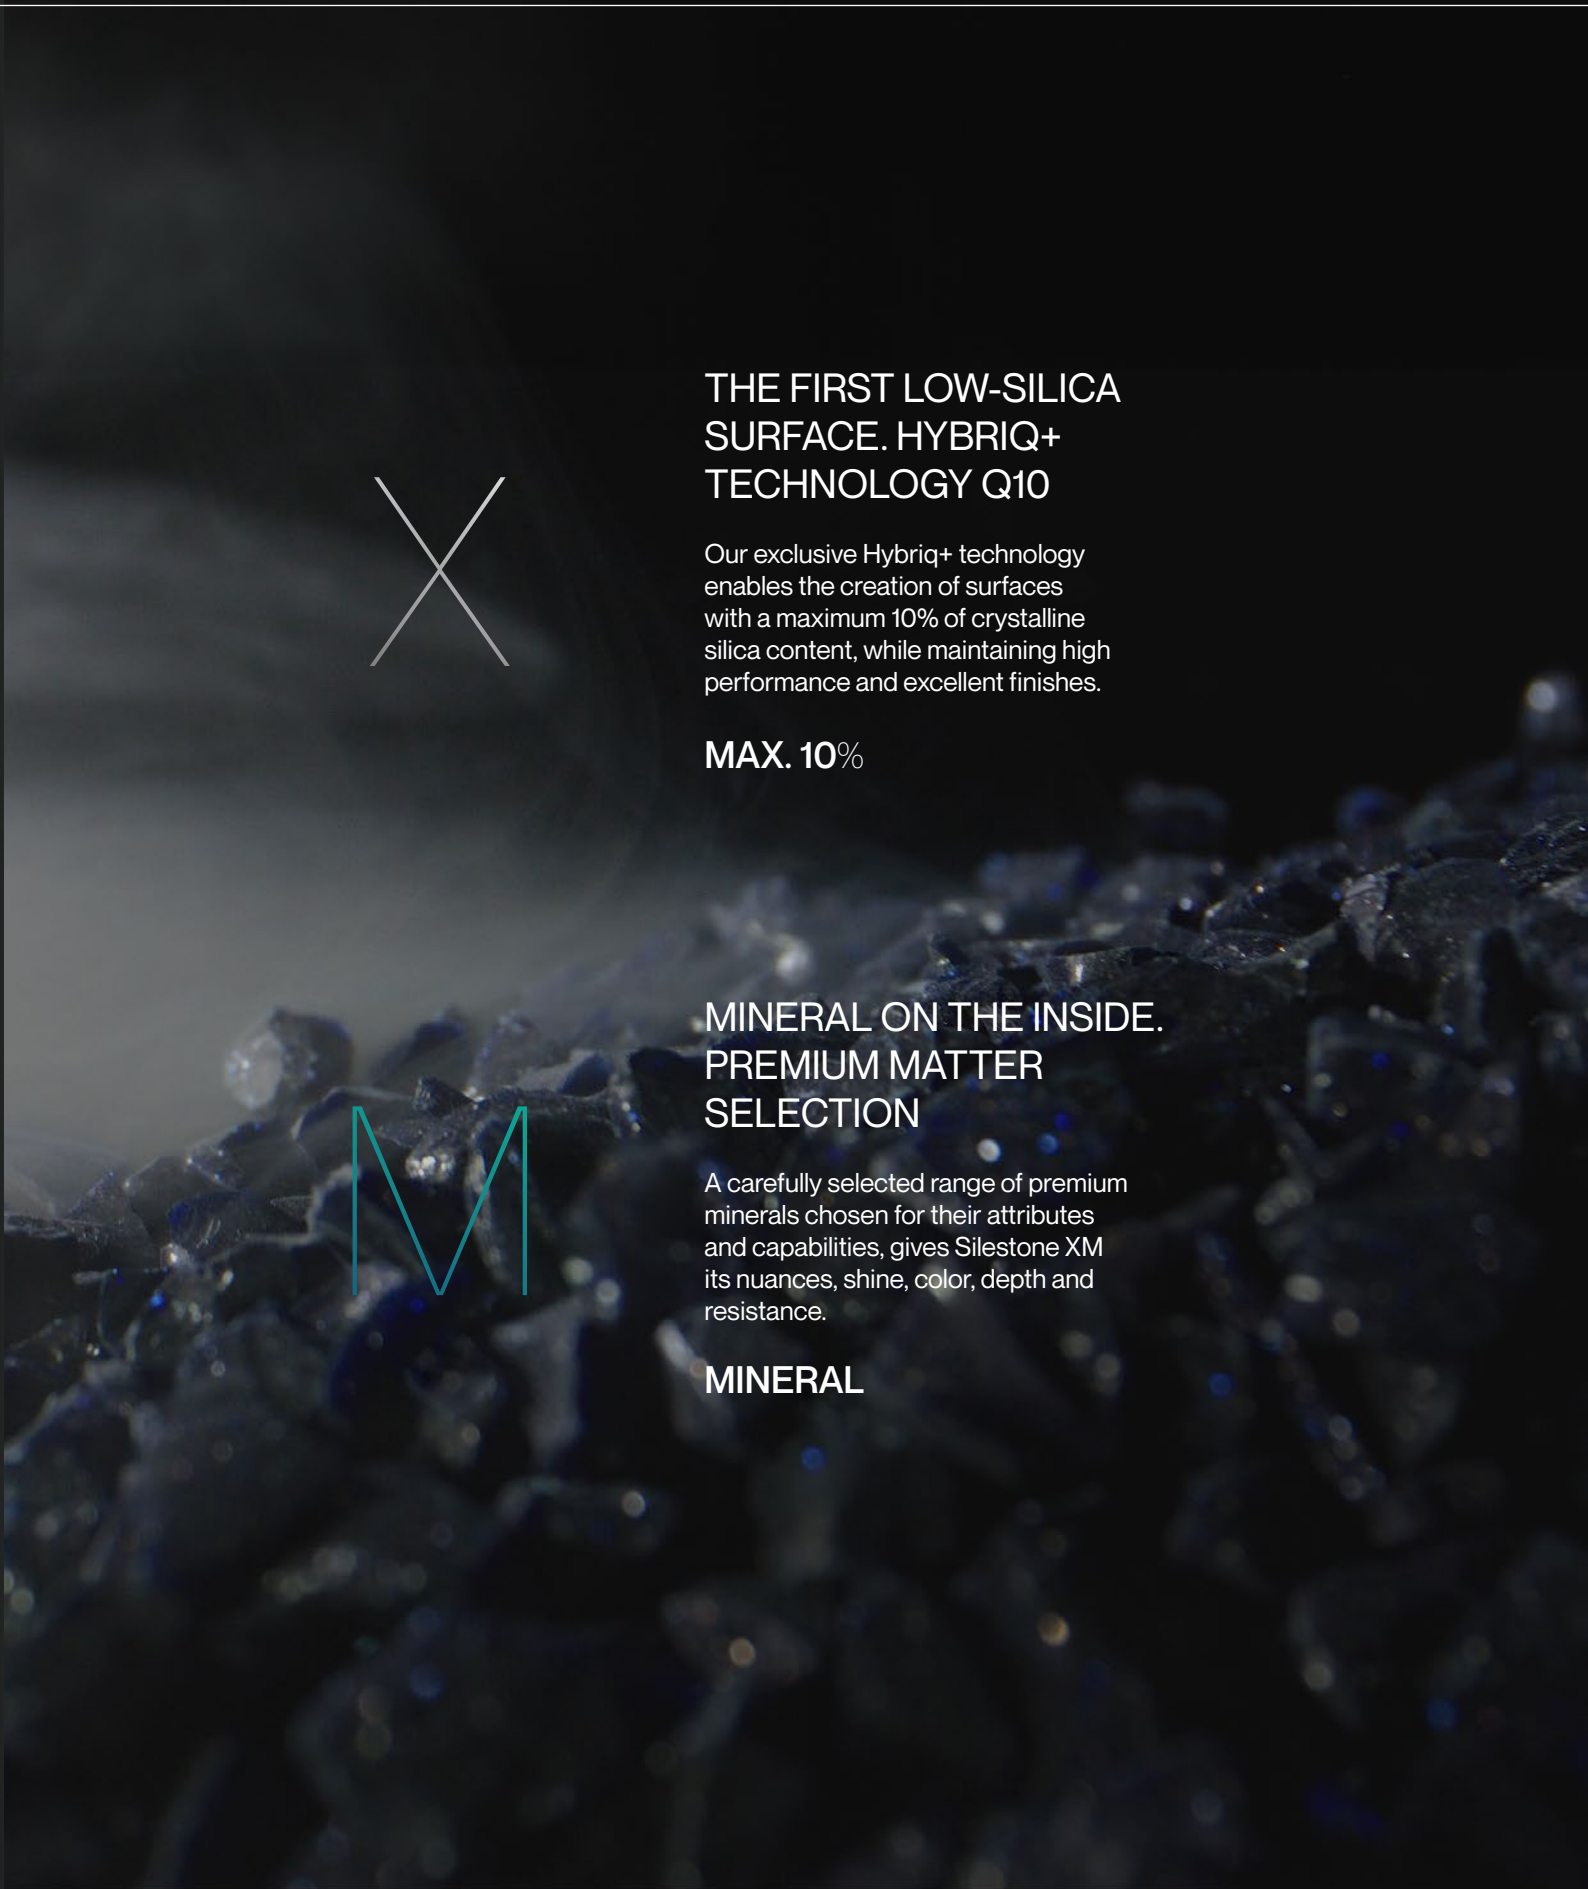 X
THE FIRST LOW-SILICA
SURFACE. HYBRIQ+
TECHNOLOGY Q10
Our exclusive Hybriq+ technology
enables the creation of surfaces
with a maximum 10% of crystalline
silica content, while maintaining high
performance and excellent finishes.
MAX. 10%
M
MINERAL ON THE INSIDE.
PREMIUM MATTER
SELECTION
A carefully selected range of premium
minerals chosen for their attributes
and capabilities, gives Silestone XM
its nuances, shine, color, depth and
resistance.
MINERAL